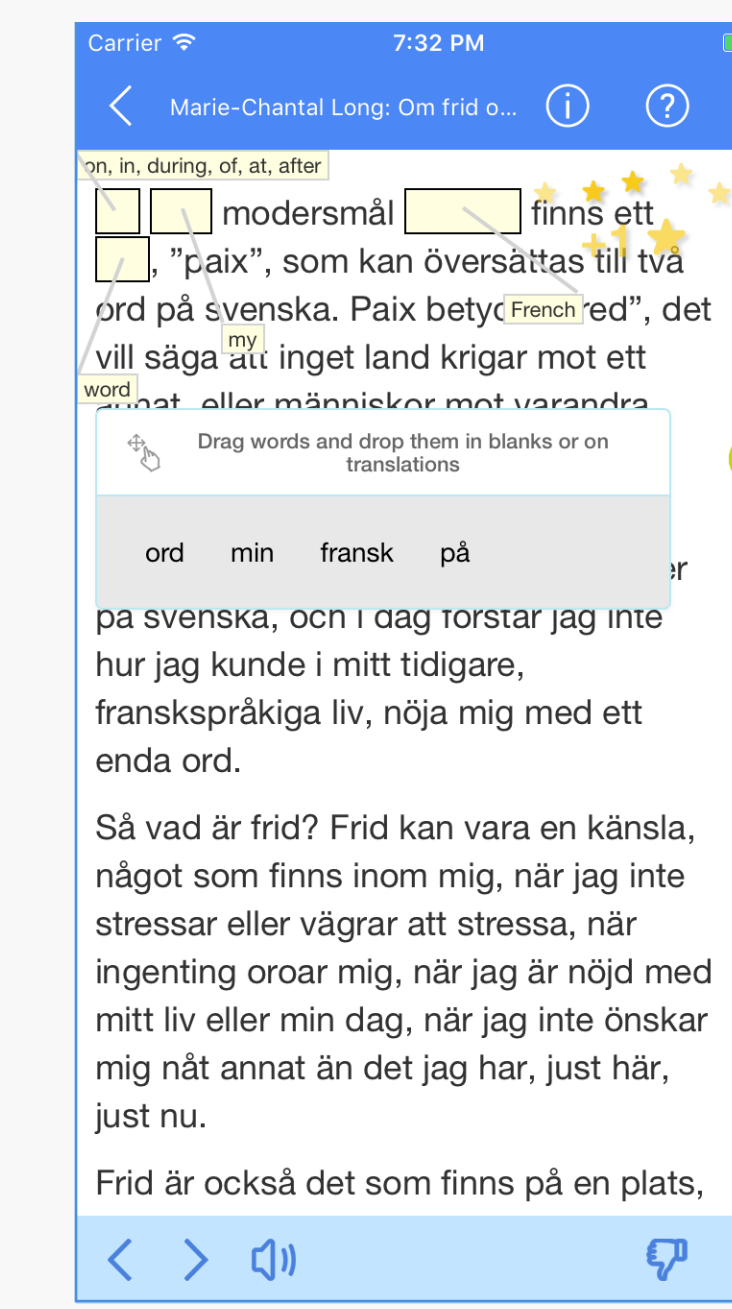 Carrier 7:32 PM
Marie-Chantal Long: Om frid o...
on, in, during, of, at, after
modersmål finns ett
+1
, ”paix”, som kan översättas till två
ord på svenska. Paix French red”, det
my
vill säga att inget land krigar mot ett
word
annat, eller människor mot varandra
Drag words and drop them in blanks or on
translations
ord min fransk på
på svenska, och i dag förstår jag inte
hur jag kunde i mitt tidigare,
franskspråkiga liv, nöja mig med ett
enda ord.
Så vad är frid? Frid kan vara en känsla,
något som finns inom mig, när jag inte
stressar eller vägrar att stressa, när
ingenting oroar mig, när jag är nöjd med
mitt liv eller min dag, när jag inte önskar
mig nåt annat än det jag har, just här,
just nu.
Frid är också det som finns på en plats,